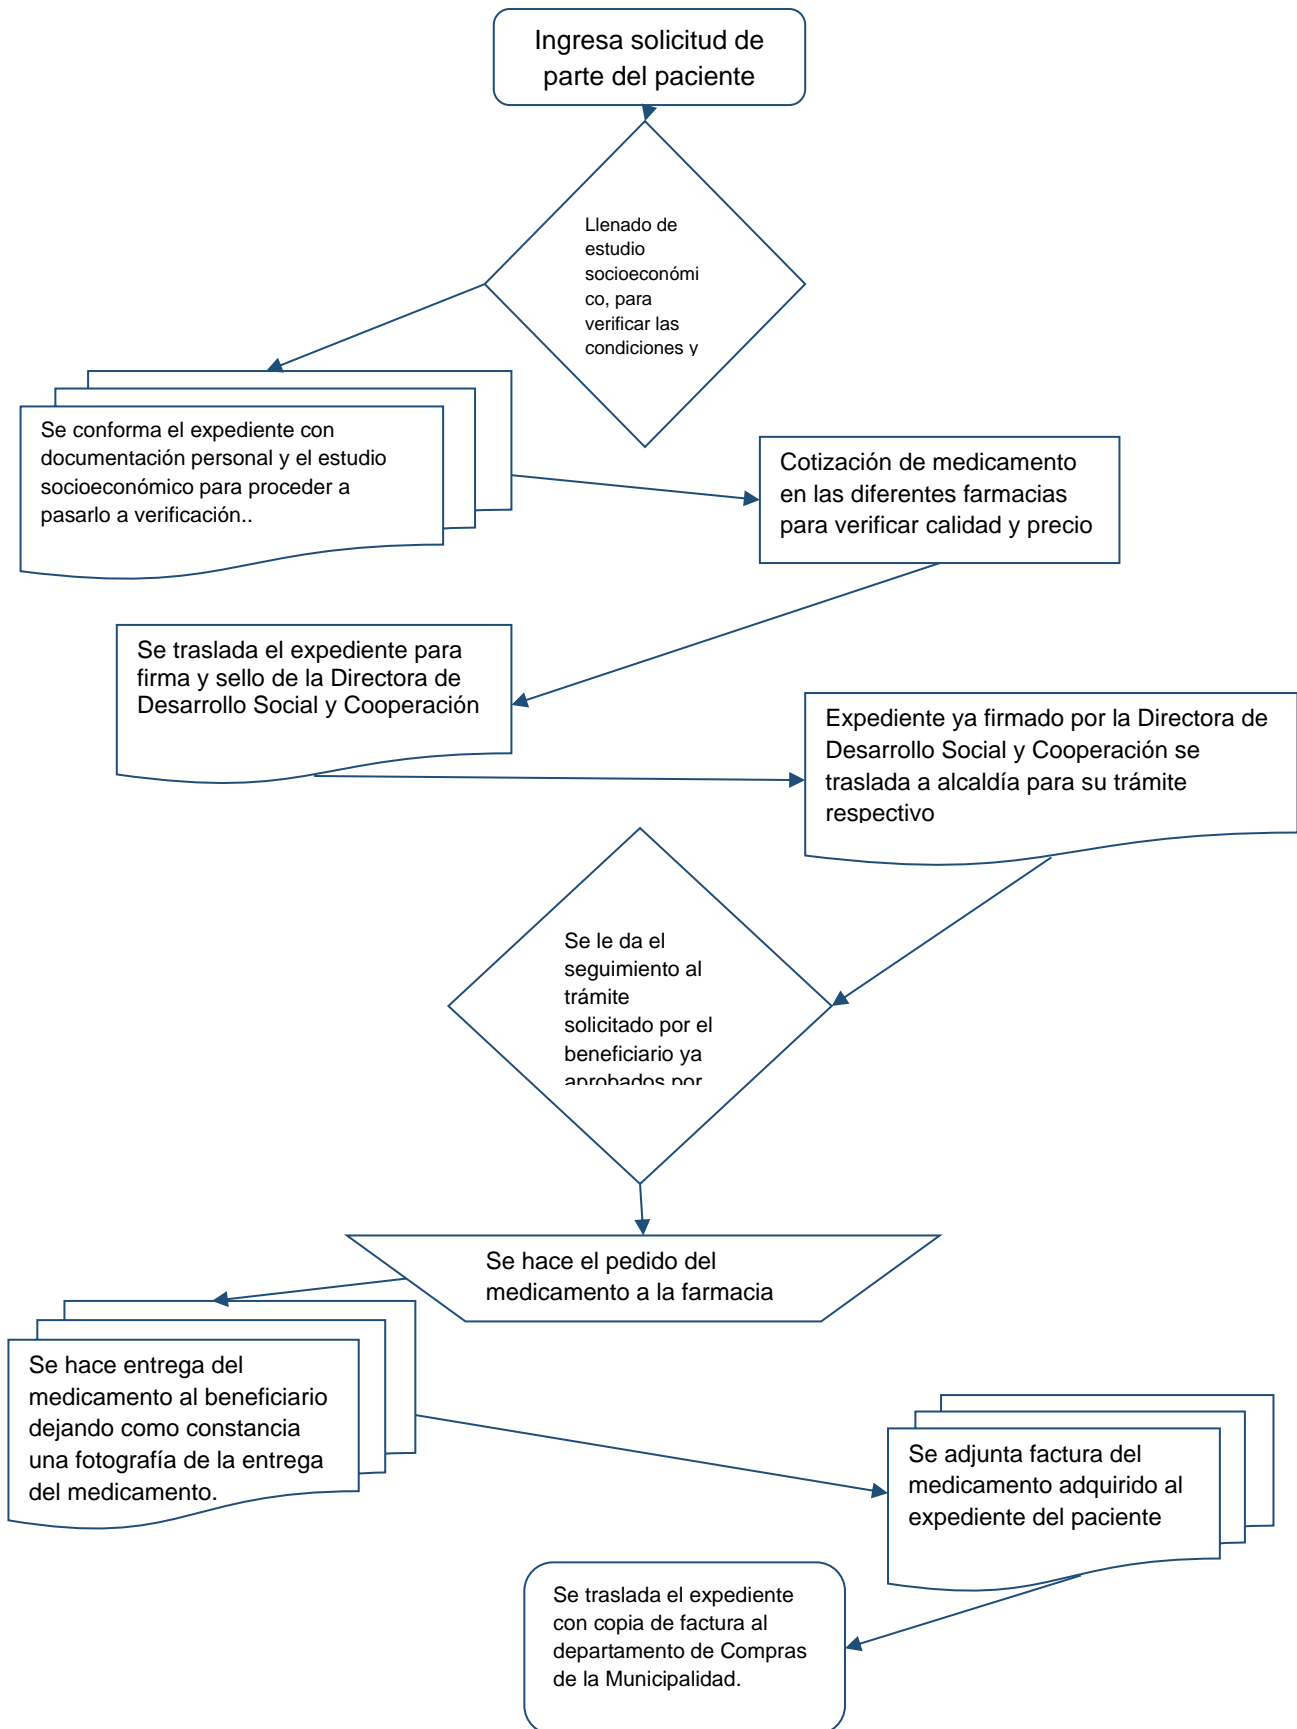 Ingresa solicitud de
parte del paciente
Llenado de
estudio
socioeconómi
co, para
verificar las
condiciones y
Se conforma el expediente con
documentación personal y el estudio
socioeconómico para proceder a
pasarlo a verificación..
Cotización de medicamento
en las diferentes farmacias
para verificar calidad y precio
Se traslada el expediente para
firma y sello de la Directora de
Desarrollo Social y Cooperación
Expediente ya firmado por la Directora de
Desarrollo Social y Cooperación se
traslada a alcaldía para su trámite
respectivo
Se le da el
seguimiento al
trámite
solicitado por el
beneficiario ya
aprobados por
Se hace el pedido del
medicamento a la farmacia
Se hace entrega del
medicamento al beneficiario
dejando como constancia
una fotografía de la entrega
del medicamento.
Se adjunta factura del
medicamento adquirido al
expediente del paciente
Se traslada el expediente
con copia de factura al
departamento de Compras
de la Municipalidad.